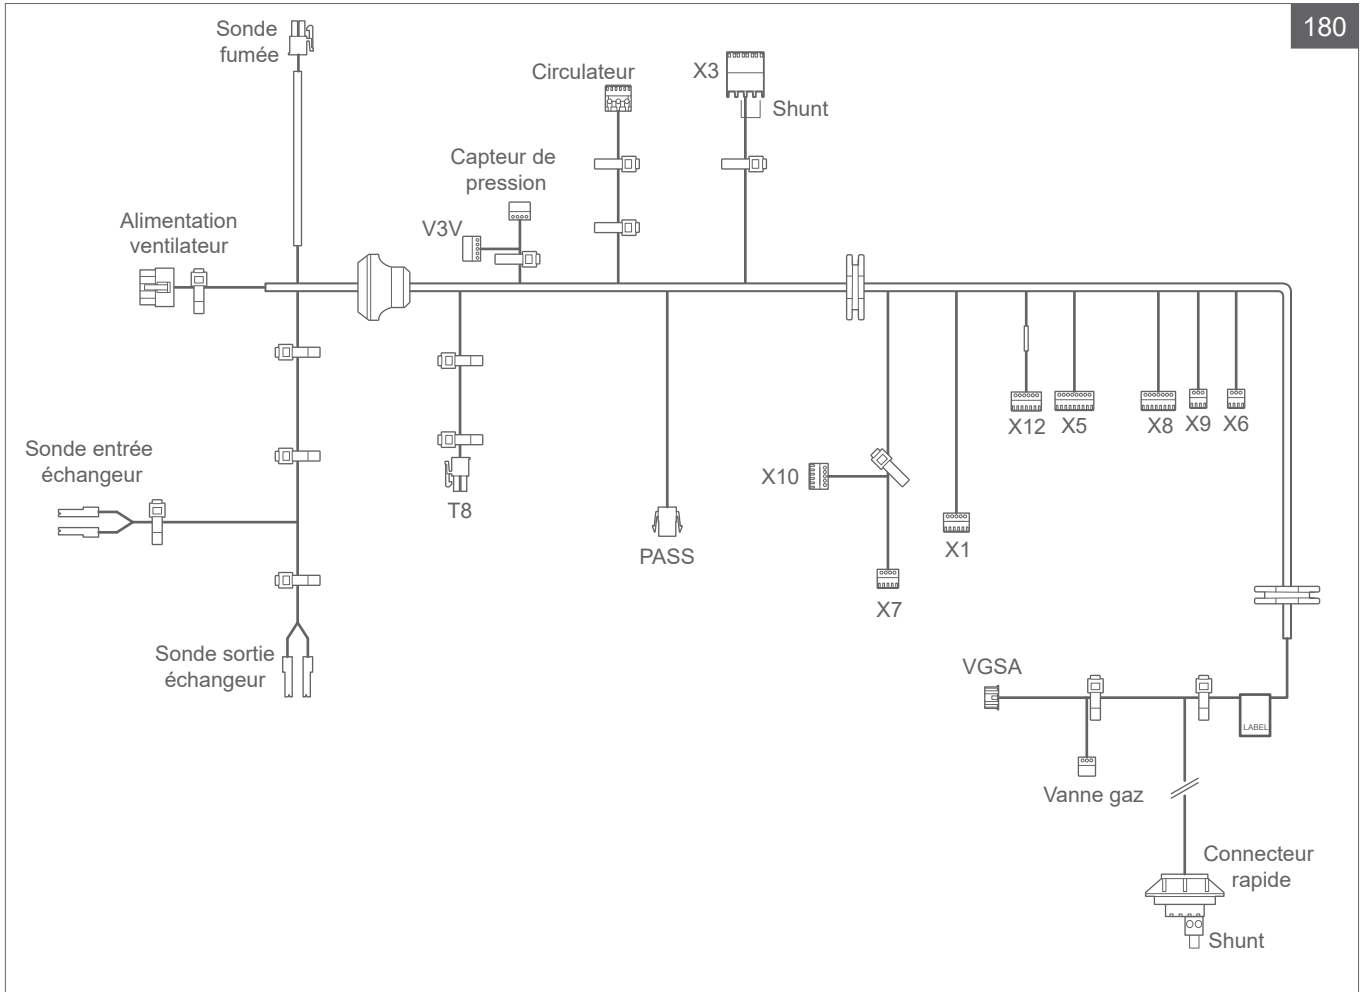 180
Sonde
fumée
Circulateur
X3
Shunt
Capteur de
pression
V3V
Alimentation
ventilateur
X12
X5
X8
X9
X6
Sonde entrée
échangeur
X10
T8
X1
PASS
X7
Sonde sortie
échangeur
VGSA
LABEL
Vanne gaz
Connecteur
rapide
Shunt